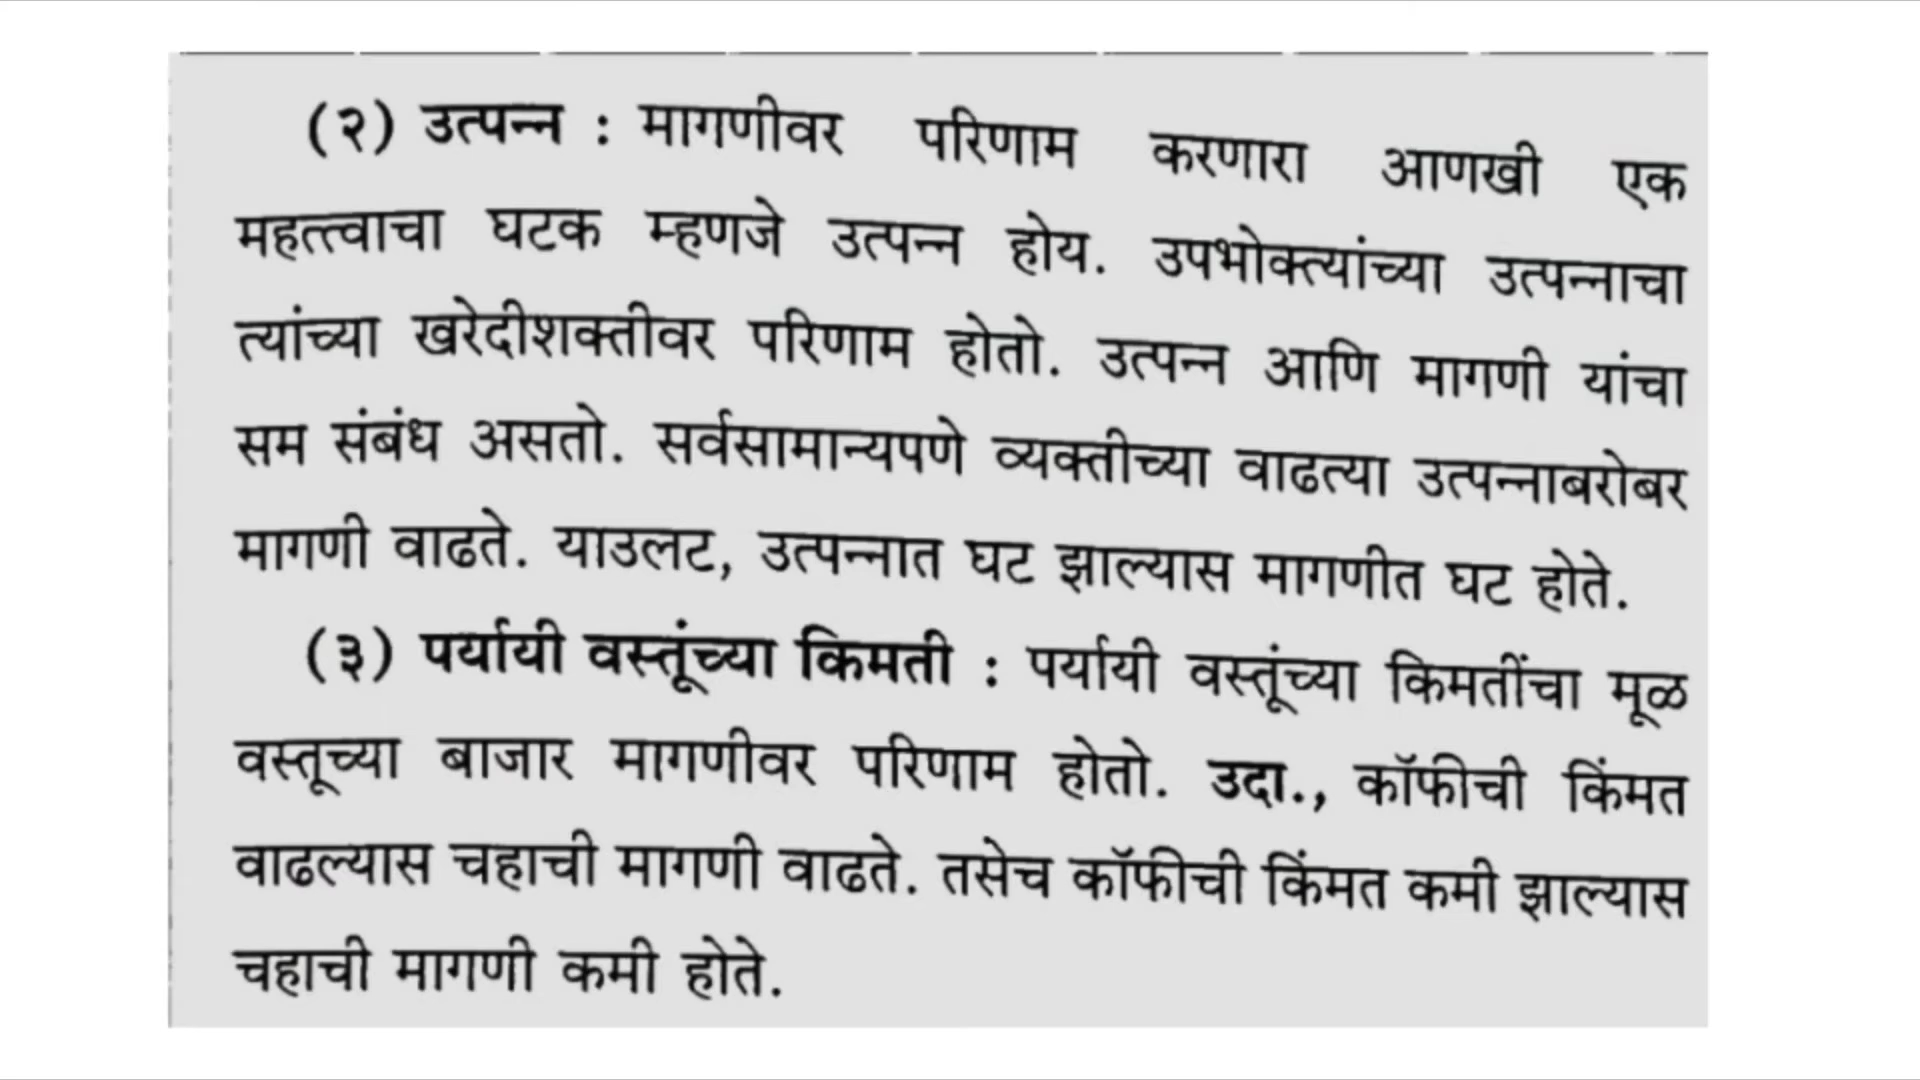 (२) उत्पन्न : मागणीवर परिणाम करणारा आणखी एक
महत्त्वाचा घटक म्हणजे उत्पन्न होय. उपभोक्त्यांच्या उत्पन्नाचा
त्यांच्या खरेदीशक्तीवर परिणाम होतो. उत्पन्न आणि मागणी यांचा
सम संबंध असतो. सर्वसामान्यपणे व्यक्तीच्या वाढत्या उत्पन्नाबरोबर
मागणी वाढते. याउलट, उत्पन्नात घट झाल्यास मागणीत घट होते.
(३) पर्यायी वस्तूंच्या किमती : पर्यायी वस्तूंच्या किमतींचा मूळ
वस्तूच्या बाजार मागणीवर परिणाम होतो. उदा., कॉफीची किंमत
वाढल्यास चहाची मागणी वाढते. तसेच कॉफीची किंमत कमी झाल्यास
चहाची मागणी कमी होते.